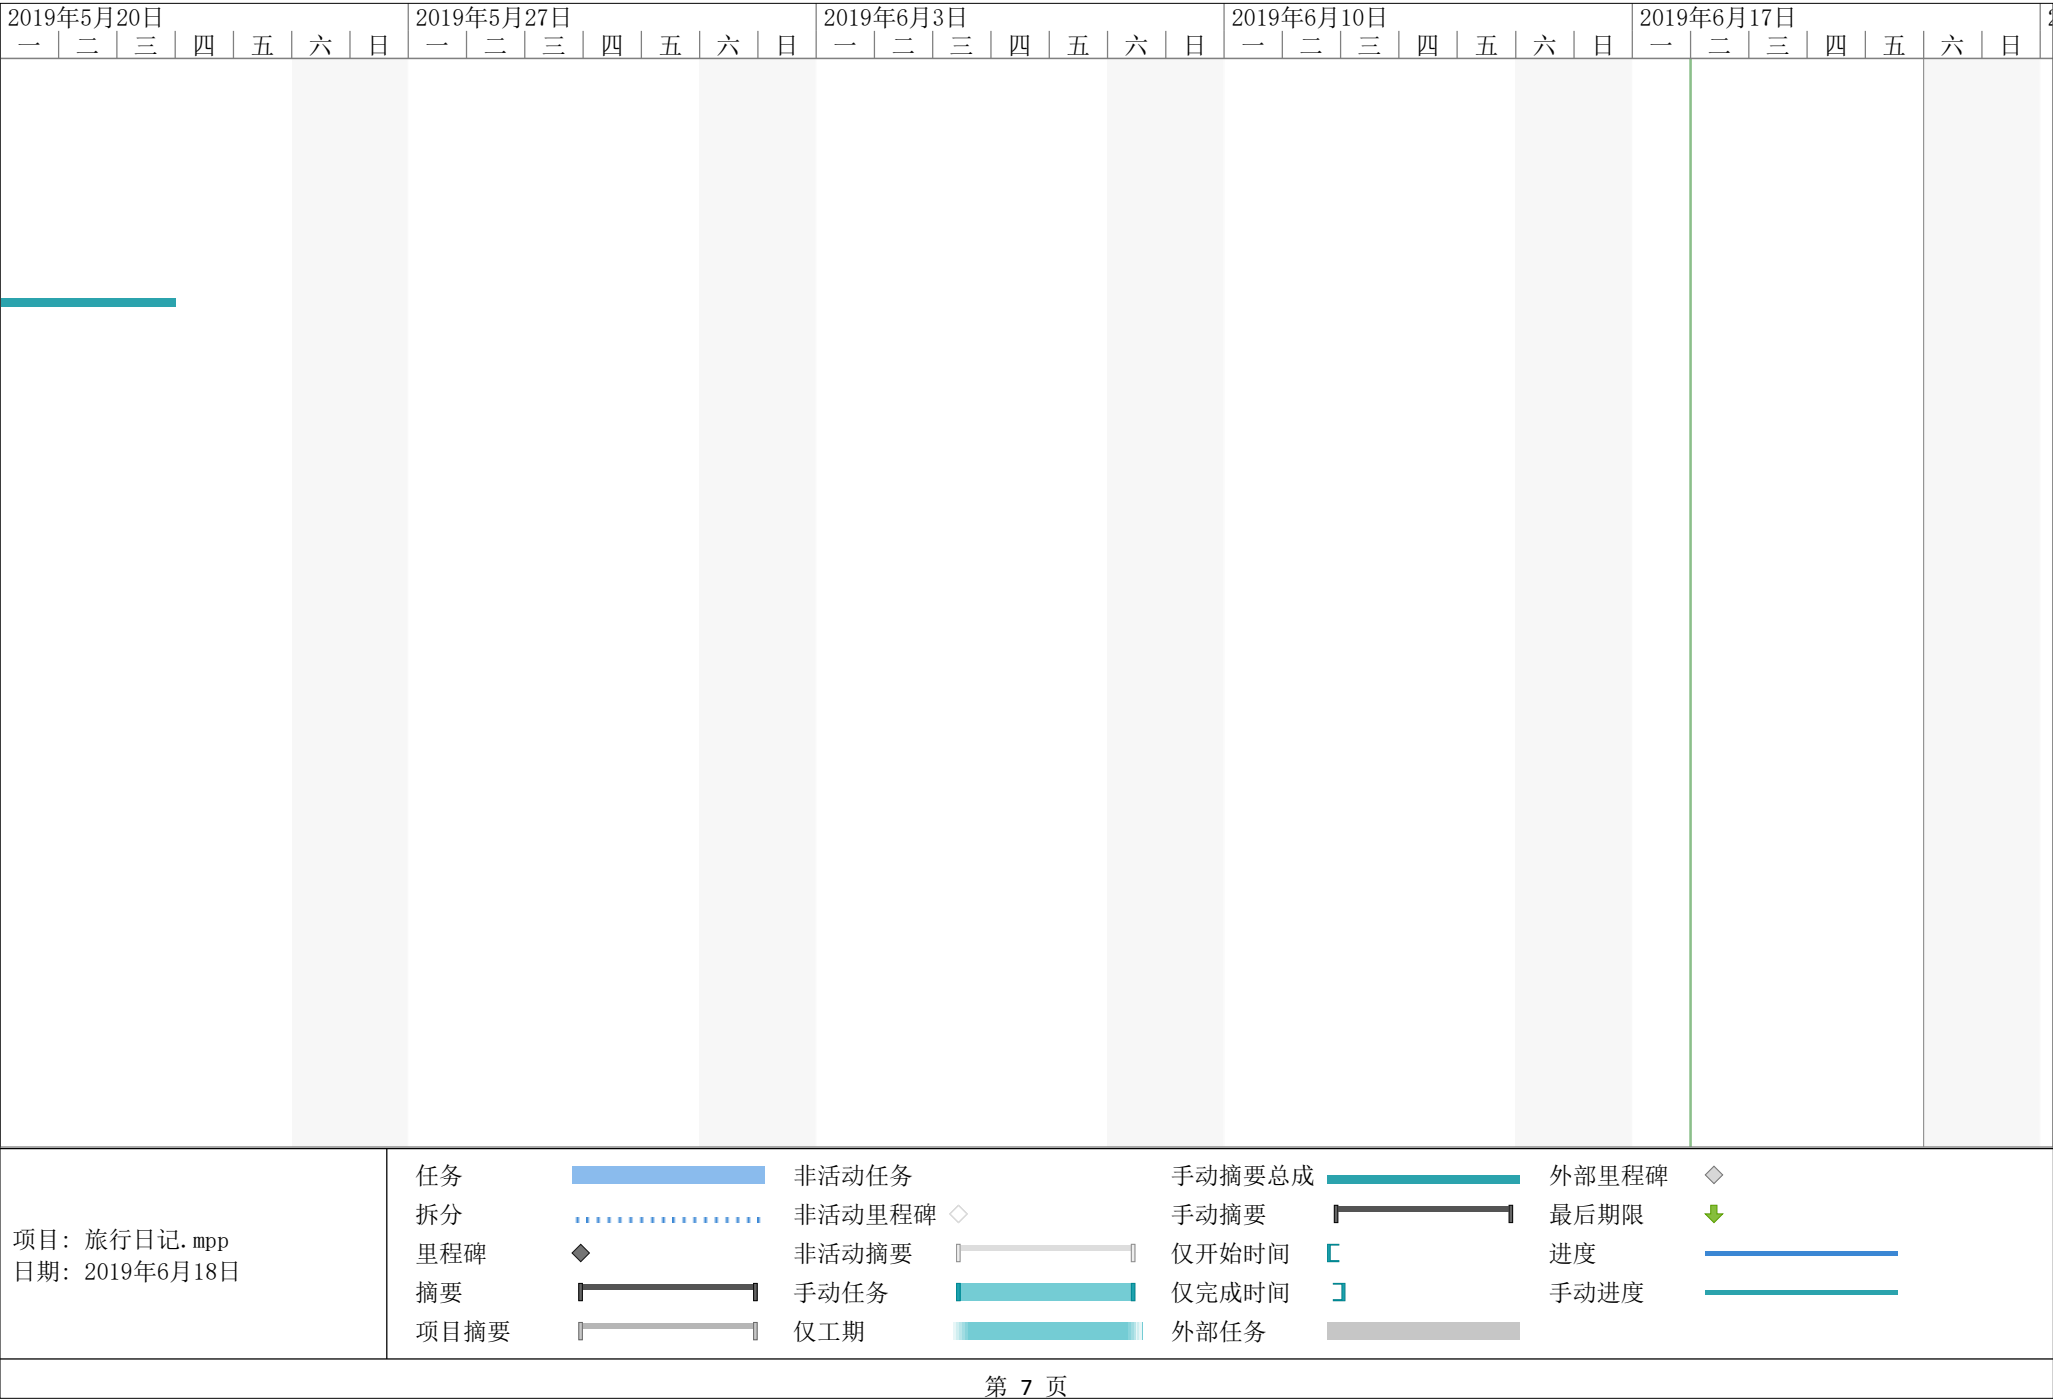 2019年5月20日 2019年5月27日 2019年6月3日 2019年6月10日 2019年6月17日
一 二 三 四 五 六 日 一 二 三 四 五 六 日 一 二 三 四 五 六 日 一 二 三 四 五 六 日 一 二 三 四 五 六 日
任务 非活动任务 手动摘要总成 外部里程碑
拆分 非活动里程碑 手动摘要 最后期限
项目: 旅行日记.mpp
里程碑 非活动摘要 仅开始时间 进度
日期: 2019年6月18日
摘要 手动任务 仅完成时间 手动进度
项目摘要 仅工期 外部任务
第 7 页